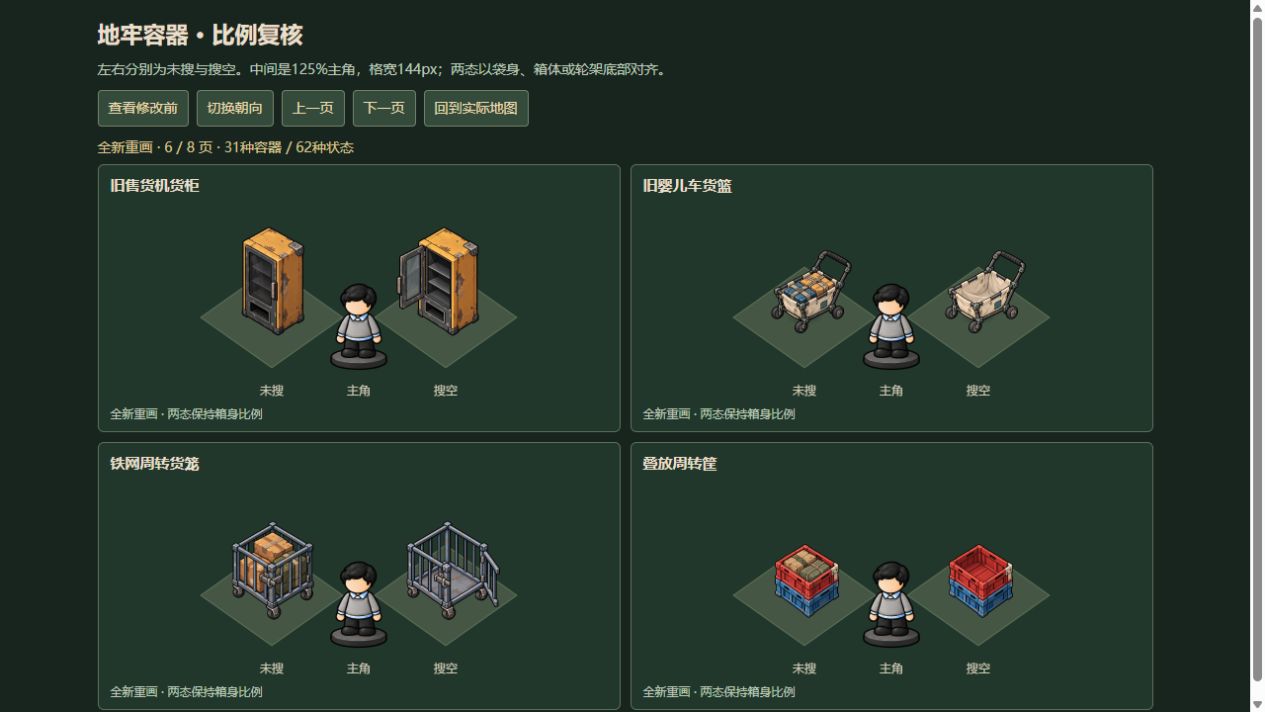 地牢容器 · 比例复核
左右分别为未搜与搜空。中间是125%主角，格宽144px；两态以袋身、箱体或轮架底部对齐。
查看修改前 切换朝向 上一页 下一页 回到实际地图
全新重画 · 6 / 8 页 · 31种容器 / 62种状态
旧售货机货柜
未搜 主角 搜空
全新重画 · 两态保持箱身比例
旧婴儿车货篮
未搜 主角 搜空
全新重画 · 两态保持箱身比例
铁网周转货笼
未搜 主角 搜空
全新重画 · 两态保持箱身比例
叠放周转筐
未搜 主角 搜空
全新重画 · 两态保持箱身比例